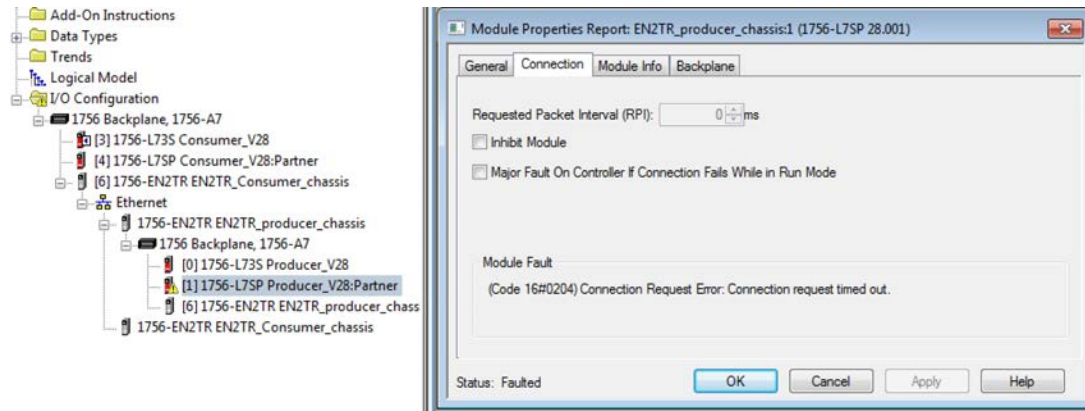 Add-On Instructions
Data Types
Trends
Logical Model
I/O Configuration
1756 Backplane, 1756-A7
[3] 1756-L73S Consumer_V28
[4] 1756-L7SP Consumer_V28:Partner
[6] 1756-EN2TR EN2TR_Consumer_chassis
Ethernet
1756-EN2TR EN2TR_producer_chassis
1756 Backplane, 1756-A7
[0] 1756-L73S Producer_V28
[1] 1756-L7SP Producer_V28:Partner
[6] 1756-EN2TR EN2TR_producer_chass
1756-EN2TR EN2TR_Consumer_chassis
Module Properties Report: EN2TR_producer_chassis:1 (1756-L7SP 28.001)
General Connection Module Info Backplane
Requested Packet Interval (RPI): 0 ms
Inhibit Module
Major Fault On Controller If Connection Fails While in Run Mode
Module Fault
(Code 16#0204) Connection Request Error: Connection request timed out.
Status: Faulted OK Cancel Apply Help